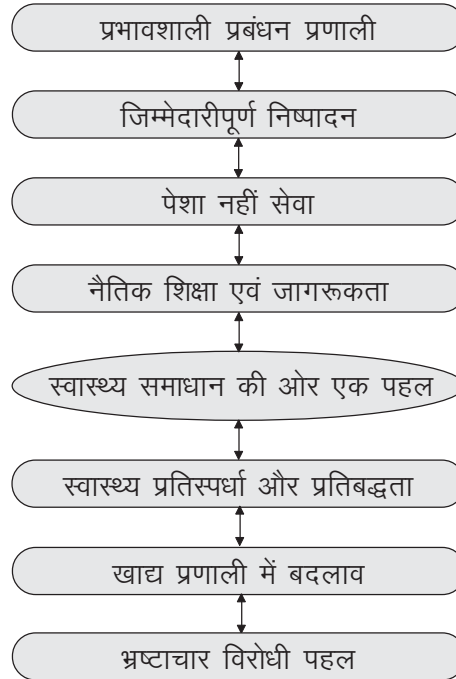 प्रभावशाली प्रबंधन प्रणाली
जिम्मेदारीपूर्ण निष्पादन
पेशा नहीं सेवा
नैतिक शिक्षा एवं जागरूकता
स्वास्थ्य समाधान की ओर एक पहल
स्वास्थ्य प्रतिस्पर्धा और प्रतिबद्धता
खाद्य प्रणाली में बदलाव
भ्रष्टाचार विरोधी पहल